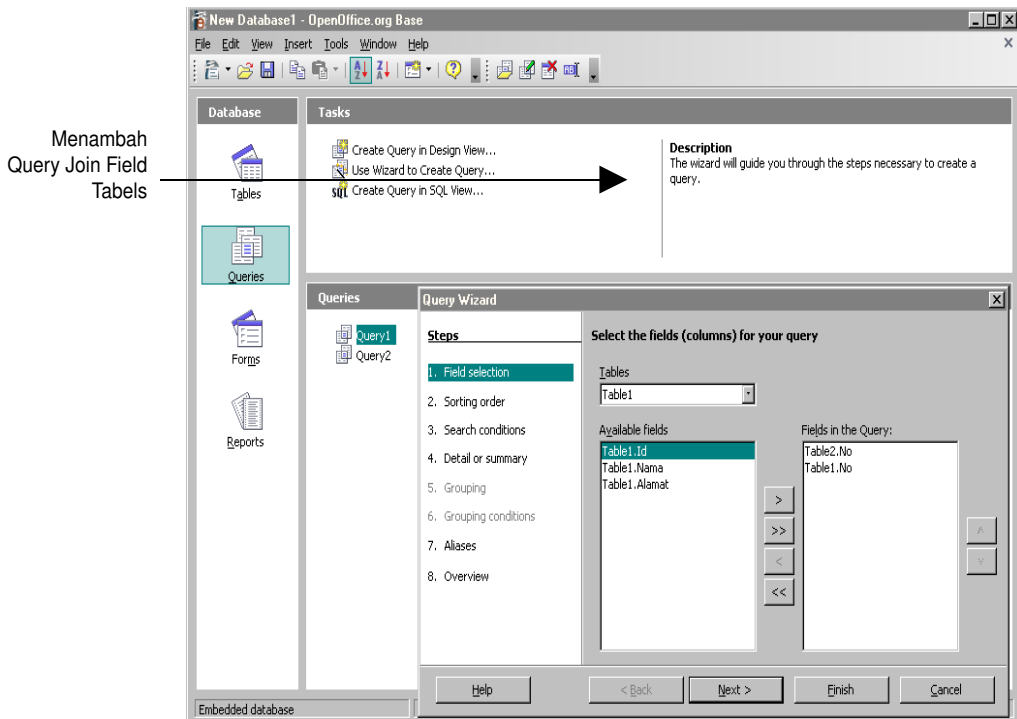 New Database1 - OpenOffice.org Base
File Edit View Insert Tools Window Help
Menambah
Query Join Field
Tabels
Database
Tables
Queries
Forms
Reports
Tasks
Create Query in Design View...
Use Wizard to Create Query...
SQL Create Query in SQL View...
Description
The wizard will guide you through the steps necessary to create a
query.
Queries
Query1
Query2
Query Wizard
Steps
1. Field selection
2. Sorting order
3. Search conditions
4. Detail or summary
5. Grouping
6. Grouping conditions
7. Aliases
8. Overview
Select the fields (columns) for your query
Tables
Table1
Available fields
Table1.Id
Table1.Nama
Table1.Alamat
>
>>
<
<<
Fields in the Query:
Table2.No
Table1.No
Help
< Back
Next >
Finish
Cancel
Embedded database